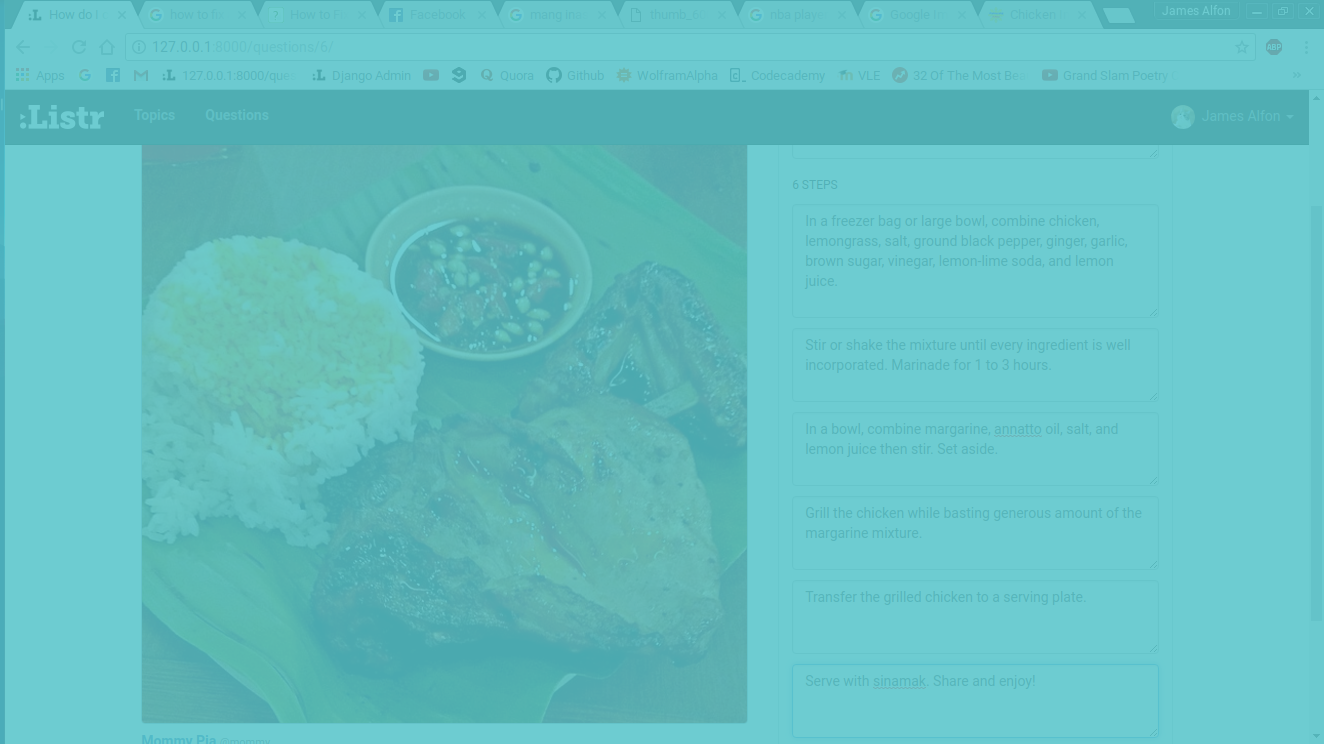 How do I
how to fu
How to F
Facebook
mang in
thumb_
nba playe
Google
Chicken
James Alfon
127.0.0.1:8000/questions/6/
ABP
Apps
127.0.0.1:8000/que
Django Admin
Quora
Github
WolframAlpha
Codecademy
VLE
32 Of The Most Be
Grand Slam Poetry
:Listr
Topics
Questions
James Alfon
6 STEPS
In a freezer bag or large bowl, combine chicken,
lemongrass, salt, ground black pepper, ginger, garlic,
brown sugar, vinegar, lemon-lime soda, and lemon
juice.
Stir or shake the mixture until every ingredient is well
incorporated. Marinade for 1 to 3 hours.
In a bowl, combine margarine, annatto oil, salt, and
lemon juice then stir. Set aside.
Grill the chicken while basting generous amount of the
margarine mixture.
Transfer the grilled chicken to a serving plate.
Serve with sinamak. Share and enjoy!
Mommy Pia @mommy